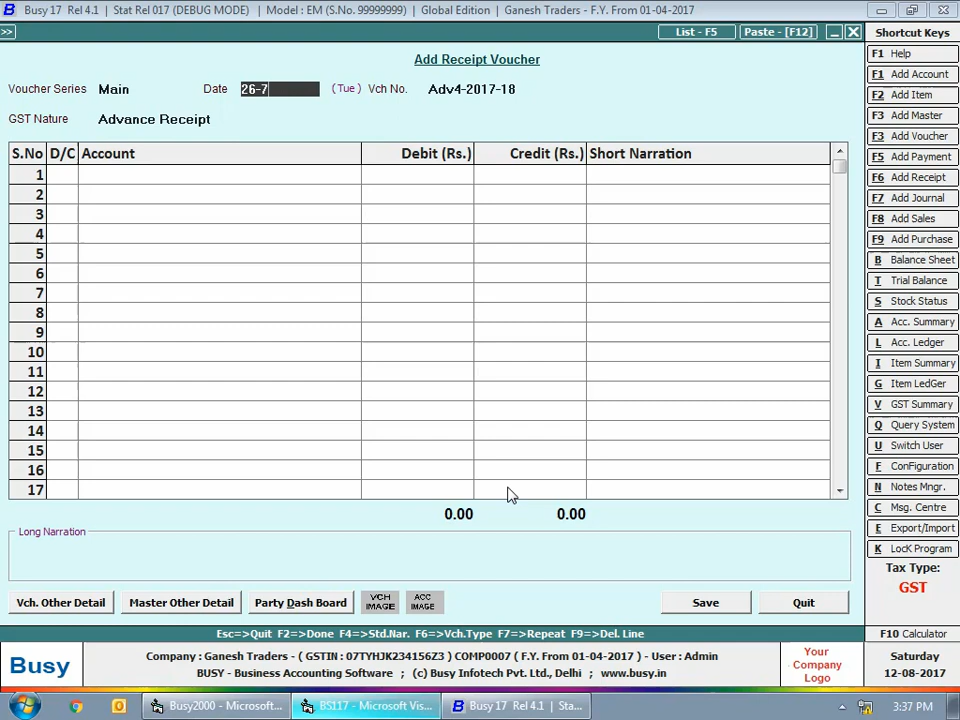 Busy 17 Rel 4.1 | Stat Rel 017 (DEBUG MODE) | Model : EM (S.No. 99999999) | Global Edition | Ganesh Traders - F.Y. From 01-04-2017
>> List - F5 Paste - [F12] Shortcut Keys
Add Receipt Voucher
Voucher Series Main Date 26-7 (Tue) Vch No. Adv4-2017-18
GST Nature Advance Receipt
S.No D/C Account Debit (Rs.) Credit (Rs.) Short Narration
1
2
3
4
5
6
7
8
9
10
11
12
13
14
15
16
17
0.00 0.00
Long Narration
Vch. Other Detail Master Other Detail Party Dash Board VCH IMAGE ACC IMAGE Save Quit
Esc=>Quit F2=>Done F4=>Std.Nar. F6=>Vch.Type F7=>Repeat F9=>Del. Line
F1 Help
F1 Add Account
F2 Add Item
F3 Add Master
F3 Add Voucher
F5 Add Payment
F6 Add Receipt
F7 Add Journal
F8 Add Sales
F9 Add Purchase
B Balance Sheet
T Trial Balance
S Stock Status
A Acc. Summary
L Acc. Ledger
I Item Summary
G Item LedGer
V GST Summary
Q Query System
U Switch User
F ConFiguration
N Notes Mngr.
C Msg. Centre
E Export/Import
K LocK Program
Tax Type:
GST
F10 Calculator
Busy
Company : Ganesh Traders - ( GSTIN : 07TYHJK234156Z3 ) COMP0007 ( F.Y. From 01-04-2017 ) - User : Admin
BUSY - Business Accounting Software ; (c) Busy Infotech Pvt. Ltd., Delhi ; www.busy.in
Your
Company
Logo
Saturday
12-08-2017
Busy2000 - Microsoft... BS117 - Microsoft Vis... Busy 17 Rel 4.1 | Sta... 3:37 PM